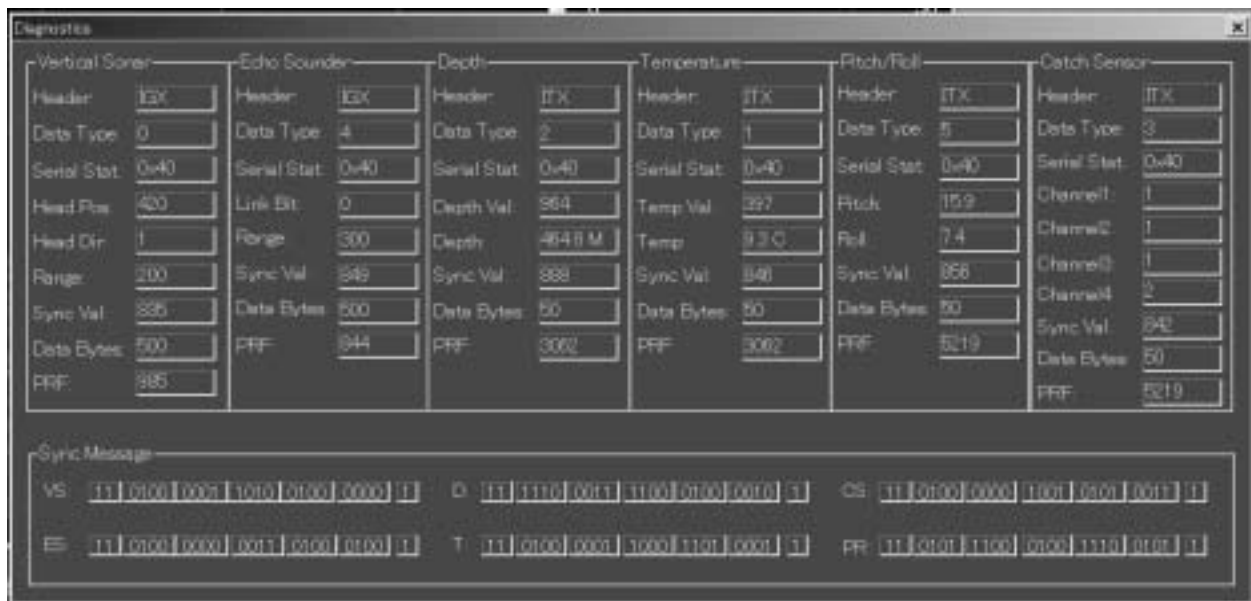 Diagnostics
Vertical Sonar
Header: IGX
Data Type: 0
Serial Stat: 0x40
Head Pos: 420
Head Dir: 1
Range: 200
Sync Val: 835
Data Bytes: 500
PRF: 985
Echo Sounder
Header: IGX
Data Type: 4
Serial Stat: 0x40
Link Bit: 0
Range: 300
Sync Val: 849
Data Bytes: 500
PRF: 944
Depth
Header: ITX
Data Type: 2
Serial Stat: 0x40
Depth Val: 964
Depth: 464.8 M
Sync Val: 888
Data Bytes: 50
PRF: 3062
Temperature
Header: ITX
Data Type: 1
Serial Stat: 0x40
Temp Val: 397
Temp: 9.3 C
Sync Val: 846
Data Bytes: 50
PRF: 3062
Pitch/Roll
Header: ITX
Data Type: 5
Serial Stat: 0x40
Pitch: 15.9
Roll: 7.4
Sync Val: 856
Data Bytes: 50
PRF: 5219
Catch Sensor
Header: ITX
Data Type: 3
Serial Stat: 0x40
Channel1: 1
Channel2: 1
Channel3: 1
Channel4: 2
Sync Val: 842
Data Bytes: 50
PRF: 5219
Sync Message
VS: 11 0100 0001 1010 0100 0000 1
D: 11 1110 0011 1100 0100 0010 1
CS: 11 0100 0000 1001 0101 0011 1
ES: 11 0100 0000 0011 0100 0100 1
T: 11 0100 0001 1000 1101 0001 1
PR: 11 0101 1100 0100 1110 0101 1